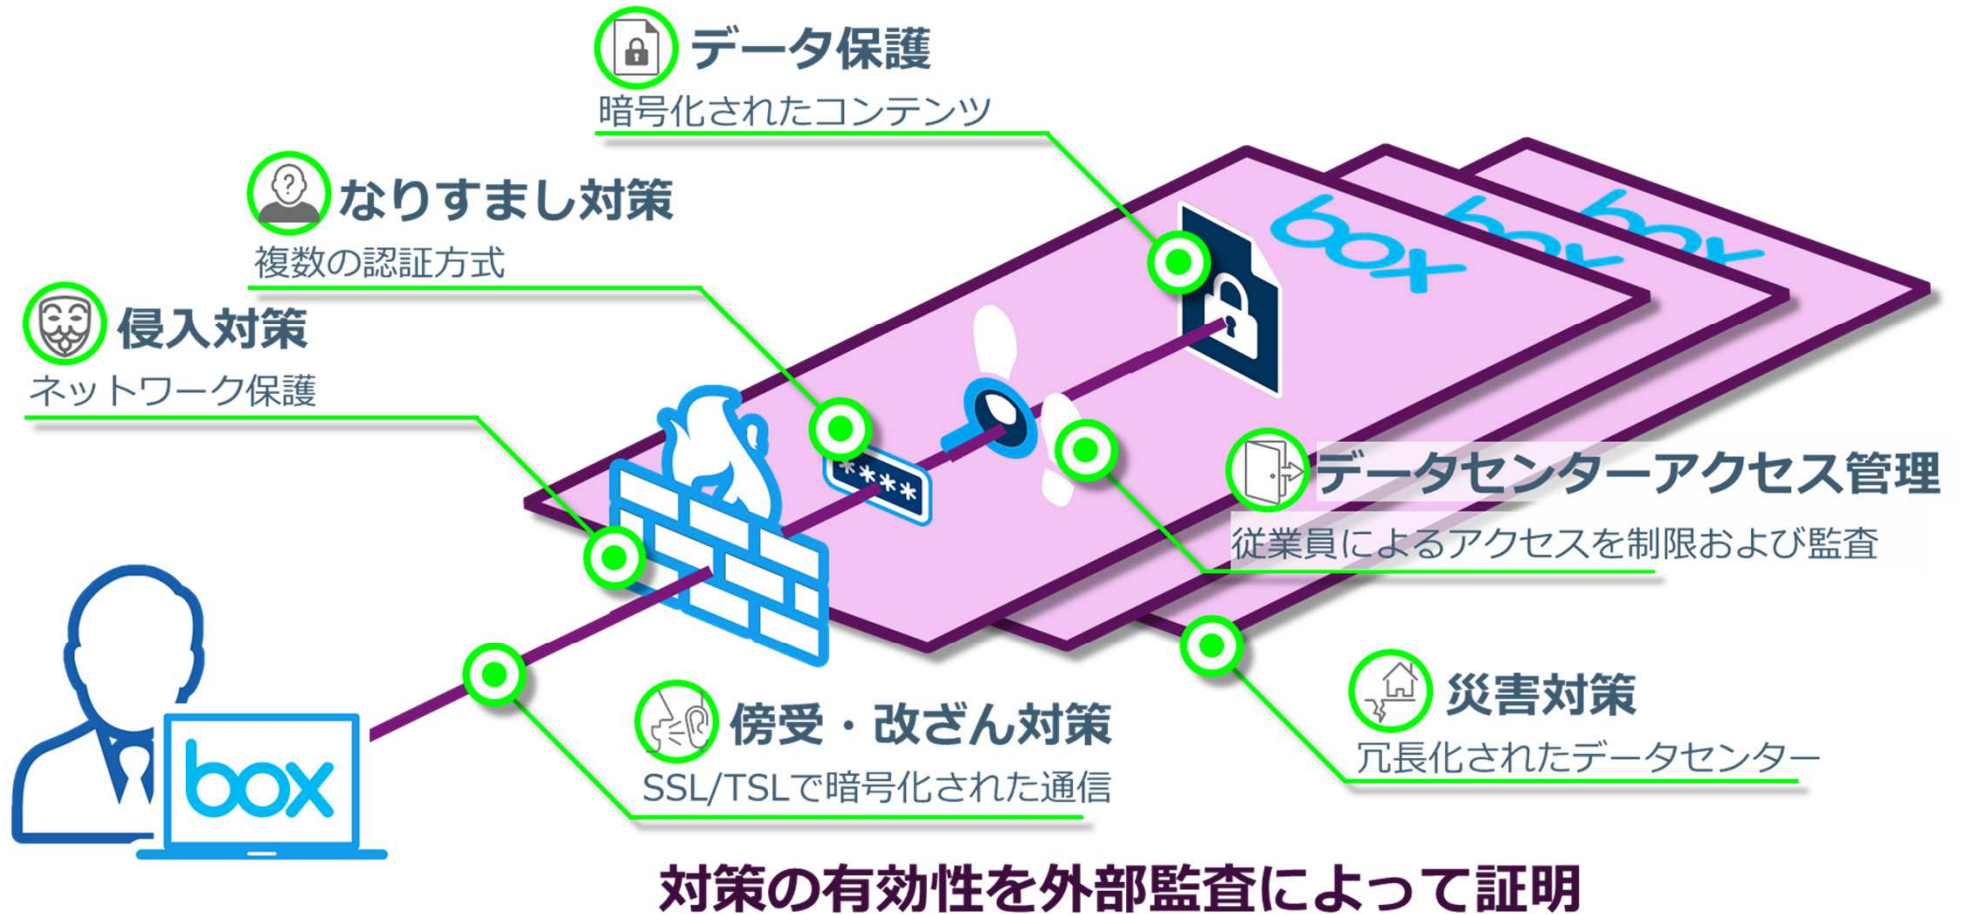 データ保護
暗号化されたコンテンツ
なりすまし対策
複数の認証方式
侵入対策
ネットワーク保護
box
box
box
?
****
データセンターアクセス管理
従業員によるアクセスを制限および監査
災害対策
冗長化されたデータセンター
傍受・改ざん対策
SSL/TSLで暗号化された通信
box
対策の有効性を外部監査によって証明